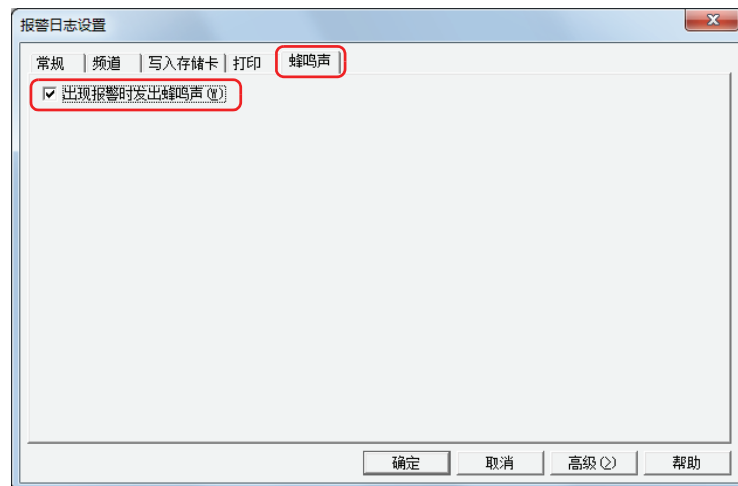 报警日志设置
常规 频道 写入存储卡 打印 蜂鸣声
出现报警时发出蜂鸣声(W)
确定 取消 高级(>) 帮助